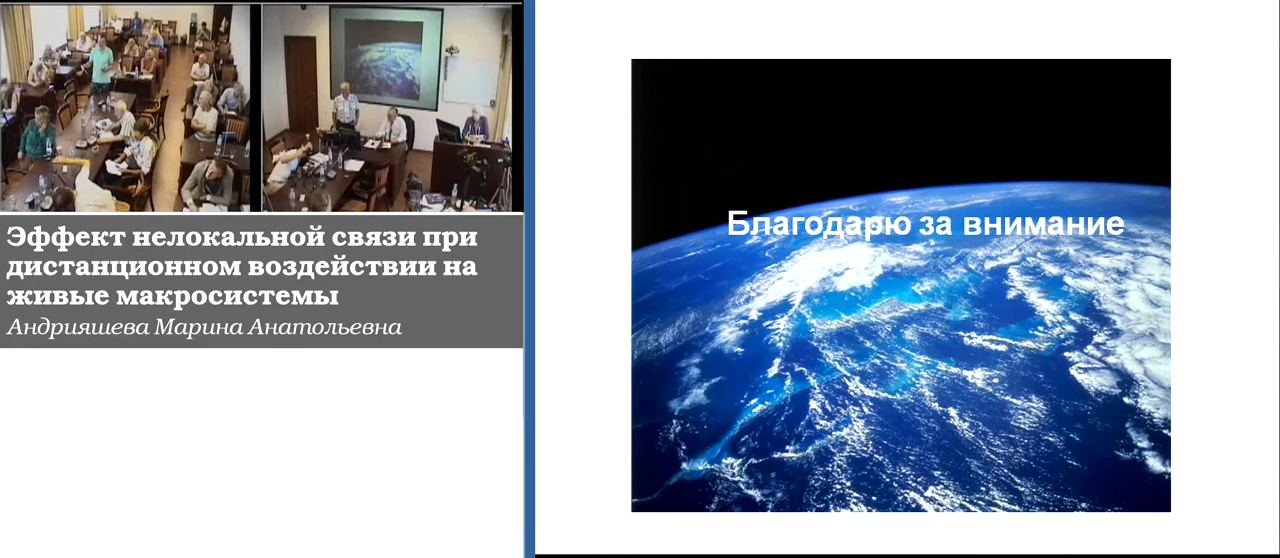 Эффект нелокальной связи при
дистанционном воздействии на
живые макросистемы
Андрияшева Марина Анатольевна
Благодарю за внимание